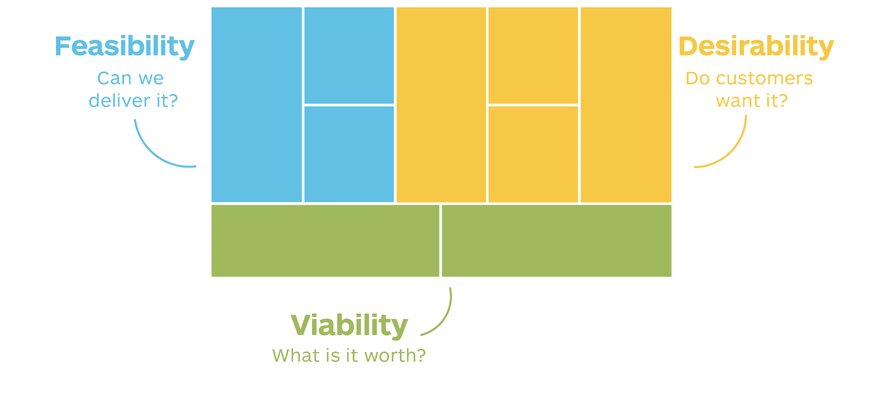 Feasibility
Can we
deliver it?
Desirability
Do customers
want it?
Viability
What is it worth?